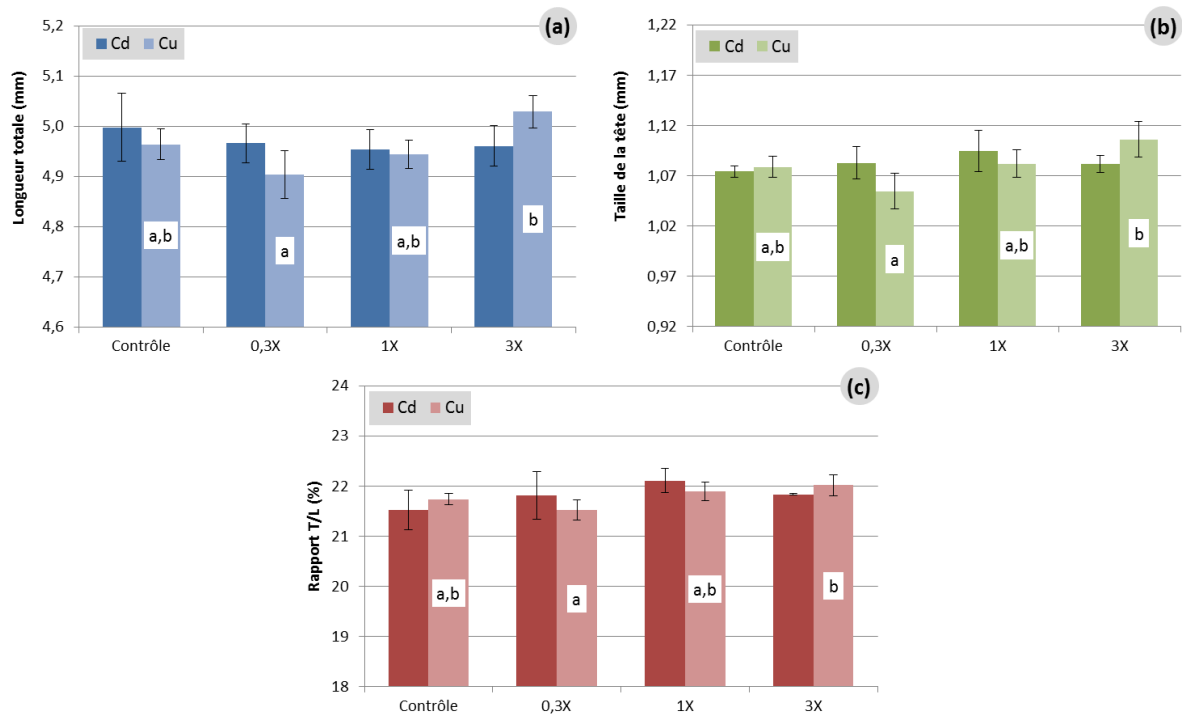 (a)
Cd Cu
Longueur totale (mm)
5,2
5,1
5,0
4,9
4,8
4,7
4,6
a,b
a
a,b
b
Contrôle 0,3X 1X 3X
(b)
Cd Cu
Taille de la tête (mm)
1,22
1,17
1,12
1,07
1,02
0,97
0,92
a,b
a
a,b
b
Contrôle 0,3X 1X 3X
(c)
Cd Cu
Rapport T/L (%)
24
23
22
21
20
19
18
a,b
a
a,b
b
Contrôle 0,3X 1X 3X